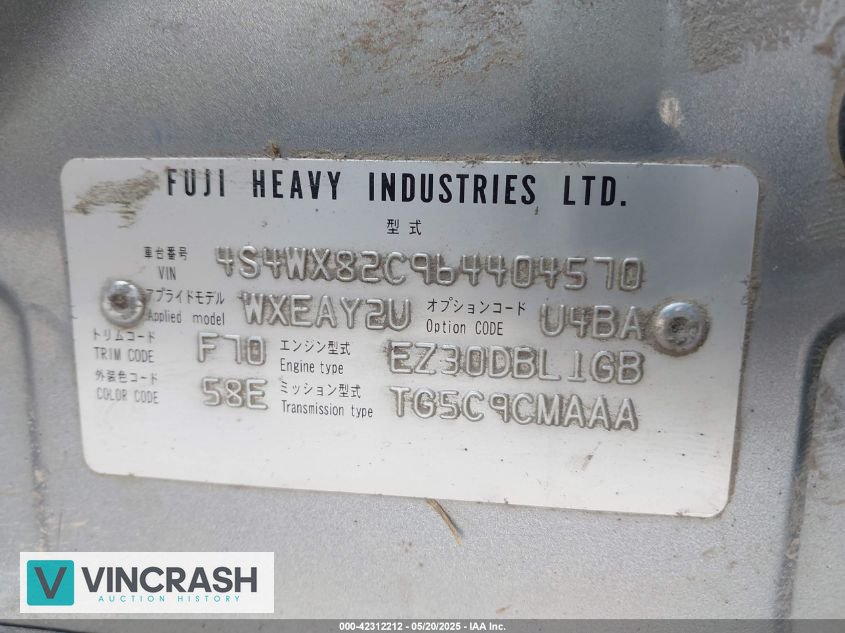 FUJI HEAVY INDUSTRIES LTD.
型式
車台番号 VIN 4S4WX82C964404570
アプライドモデル Applied model WXEAY2U オプションコード Option CODE U4BA
トリムコード TRIM CODE F70 エンジン型式 Engine type EZ30DBL1GB
外装色コード COLOR CODE 58E ミッション型式 Transmission type TG5C9CMAAA
V VINCRASH
AUCTION HISTORY
000-42312212 | 05/20/2025 - IAA Inc.